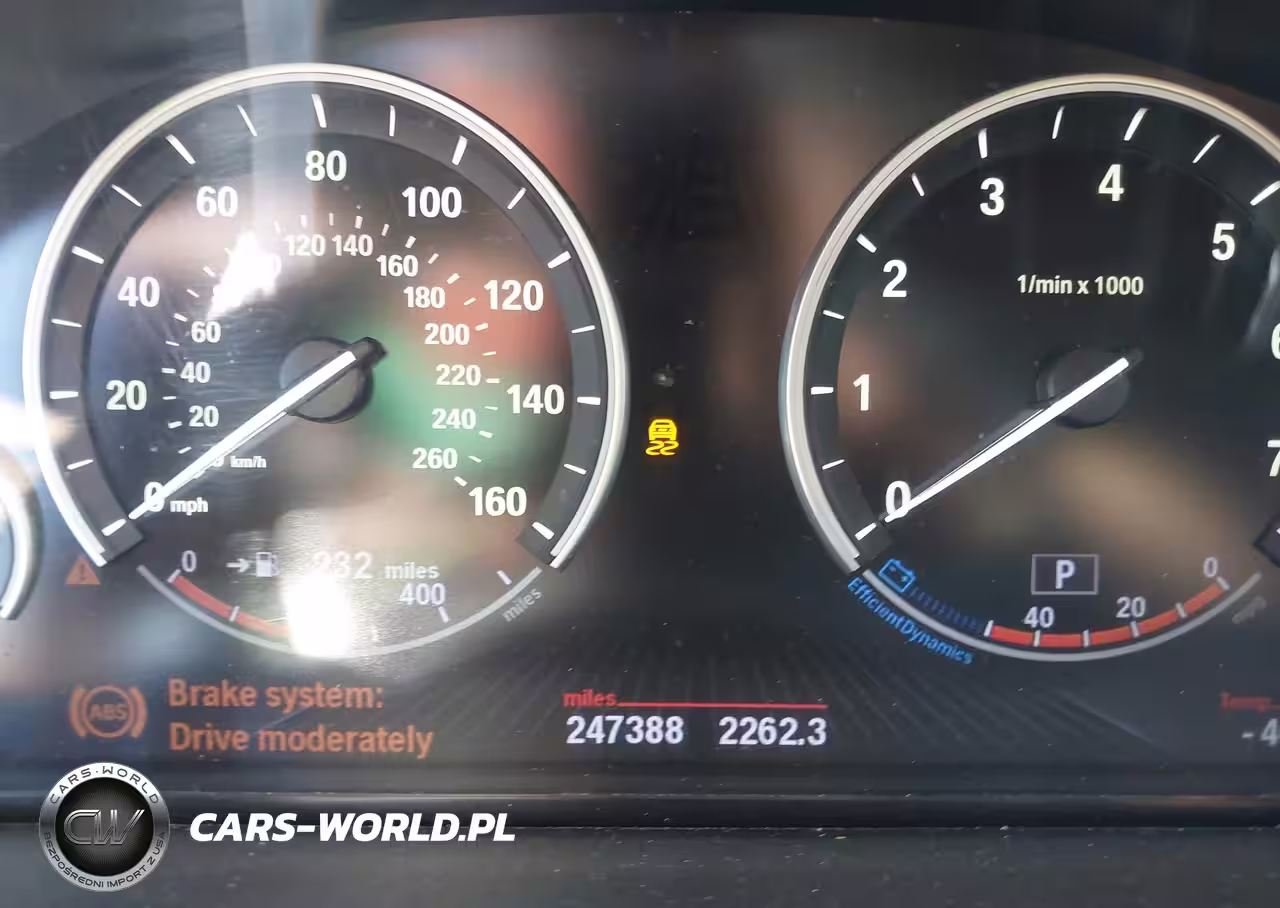 80
60
100
120 140
160
40
180
120
60
200
40
220
20
140
20
240
260
km/h
0 mph
160
0
232 miles
400
miles
3
4
5
2
1/min x 1000
1
0
7
P
0
40
20
EfficientDynamics
ABS
Brake system:
Drive moderately
miles
247388 2262.3
Temp.
CARS-WORLD
CW
BEZPOŚREDNI IMPORT Z USA
CARS-WORLD.PL